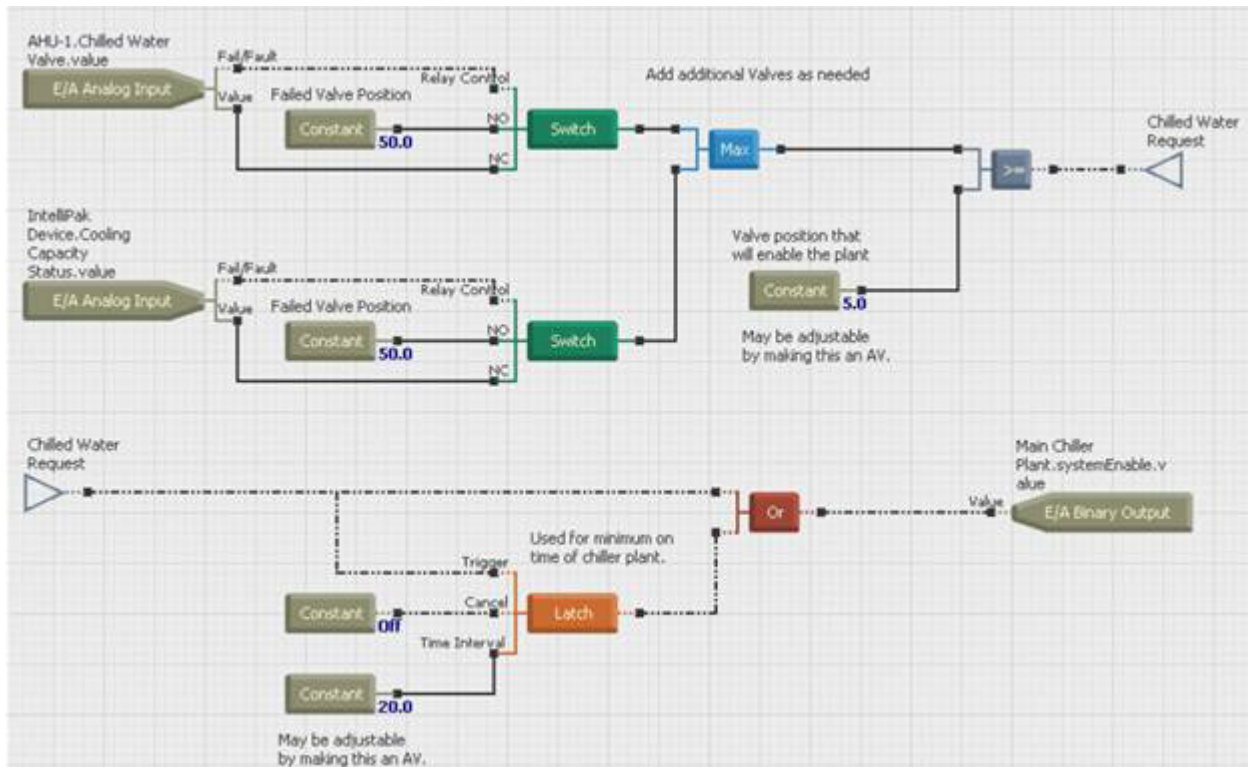 AHU-1.Chilled Water
Valve.value
E/A Analog Input
Fail/Fault
Value
Failed Valve Position
Constant
50.0
Relay Control
NO
NC
Switch
Add additional Valves as needed
Max
>=
Chilled Water
Request
IntelliPak
Device.Cooling
Capacity
Status.value
E/A Analog Input
Fail/Fault
Value
Failed Valve Position
Constant
50.0
Relay Control
NO
NC
Switch
Valve position that
will enable the plant
Constant
5.0
May be adjustable
by making this an AV.
Chilled Water
Request
Used for minimum on
time of chiller plant.
Trigger
Cancel
Time Interval
Constant
Off
Latch
Constant
20.0
May be adjustable
by making this an AV.
Or
Main Chiller
Plant.systemEnable.v
alue
Value
E/A Binary Output